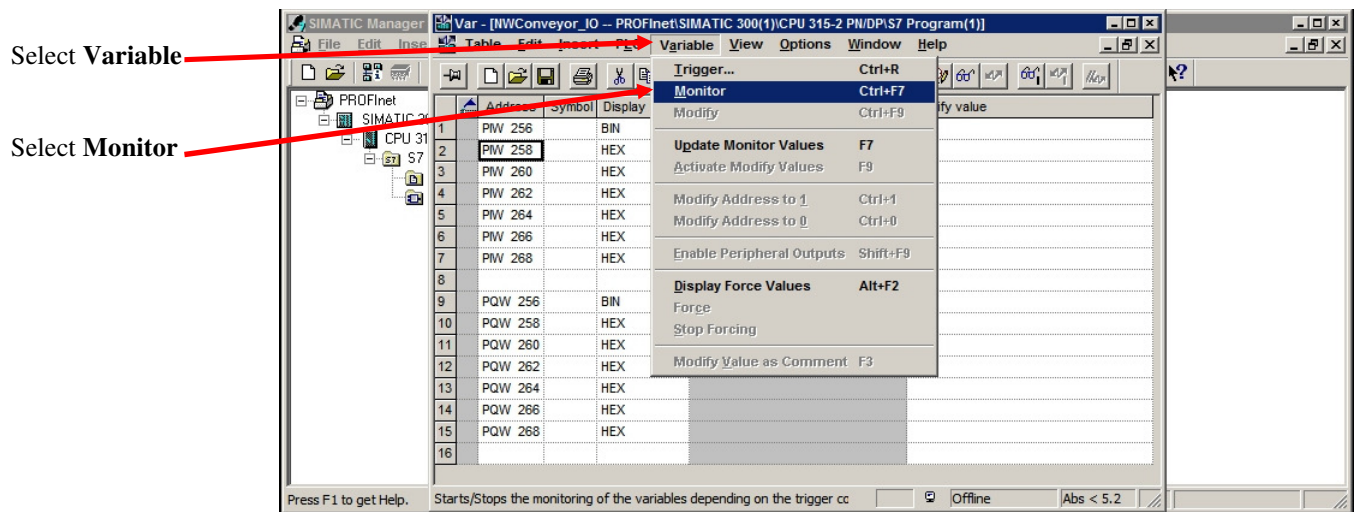 Select Variable
Select Monitor
SIMATIC Manager
File Edit Inse
Var - [NWConveyor_IO -- PROFInet\SIMATIC 300(1)\CPU 315-2 PN/DP\S7 Program(1)]
Table Edit Insert PLC Variable View Options Window Help
Trigger... Ctrl+R
Monitor Ctrl+F7
Modify Ctrl+F9
Update Monitor Values F7
Activate Modify Values F9
Modify Address to 1 Ctrl+1
Modify Address to 0 Ctrl+0
Enable Peripheral Outputs Shift+F9
Display Force Values Alt+F2
Force
Stop Forcing
Modify Value as Comment F3
PROFInet
SIMATIC 30
CPU 31
S7
Address Symbol Display ify value
1 PIW 256 BIN
2 PIW 258 HEX
3 PIW 260 HEX
4 PIW 262 HEX
5 PIW 264 HEX
6 PIW 266 HEX
7 PIW 268 HEX
8
9 PQW 256 BIN
10 PQW 258 HEX
11 PQW 260 HEX
12 PQW 262 HEX
13 PQW 264 HEX
14 PQW 266 HEX
15 PQW 268 HEX
16
Press F1 to get Help.
Starts/Stops the monitoring of the variables depending on the trigger cc
Offline
Abs < 5.2